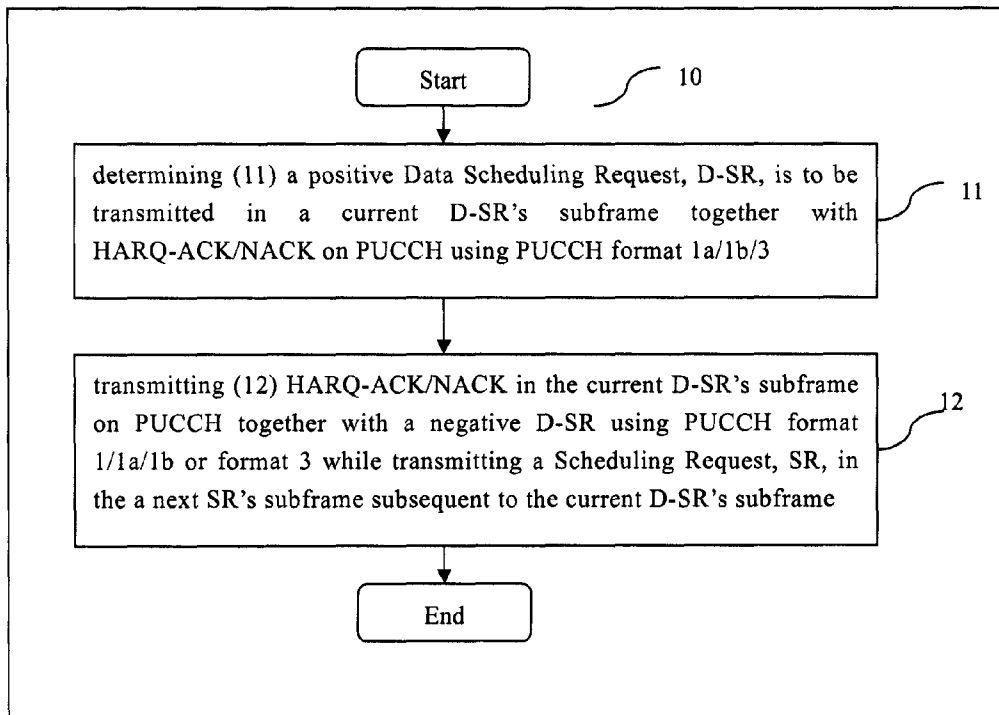 Start
10
determining (11) a positive Data Scheduling Request, D-SR, is to be
transmitted in a current D-SR's subframe together with
HARQ-ACK/NACK on PUCCH using PUCCH format 1a/1b/3
11
transmitting (12) HARQ-ACK/NACK in the current D-SR's subframe
on PUCCH together with a negative D-SR using PUCCH format
1/1a/1b or format 3 while transmitting a Scheduling Request, SR, in
the a next SR's subframe subsequent to the current D-SR's subframe
12
End